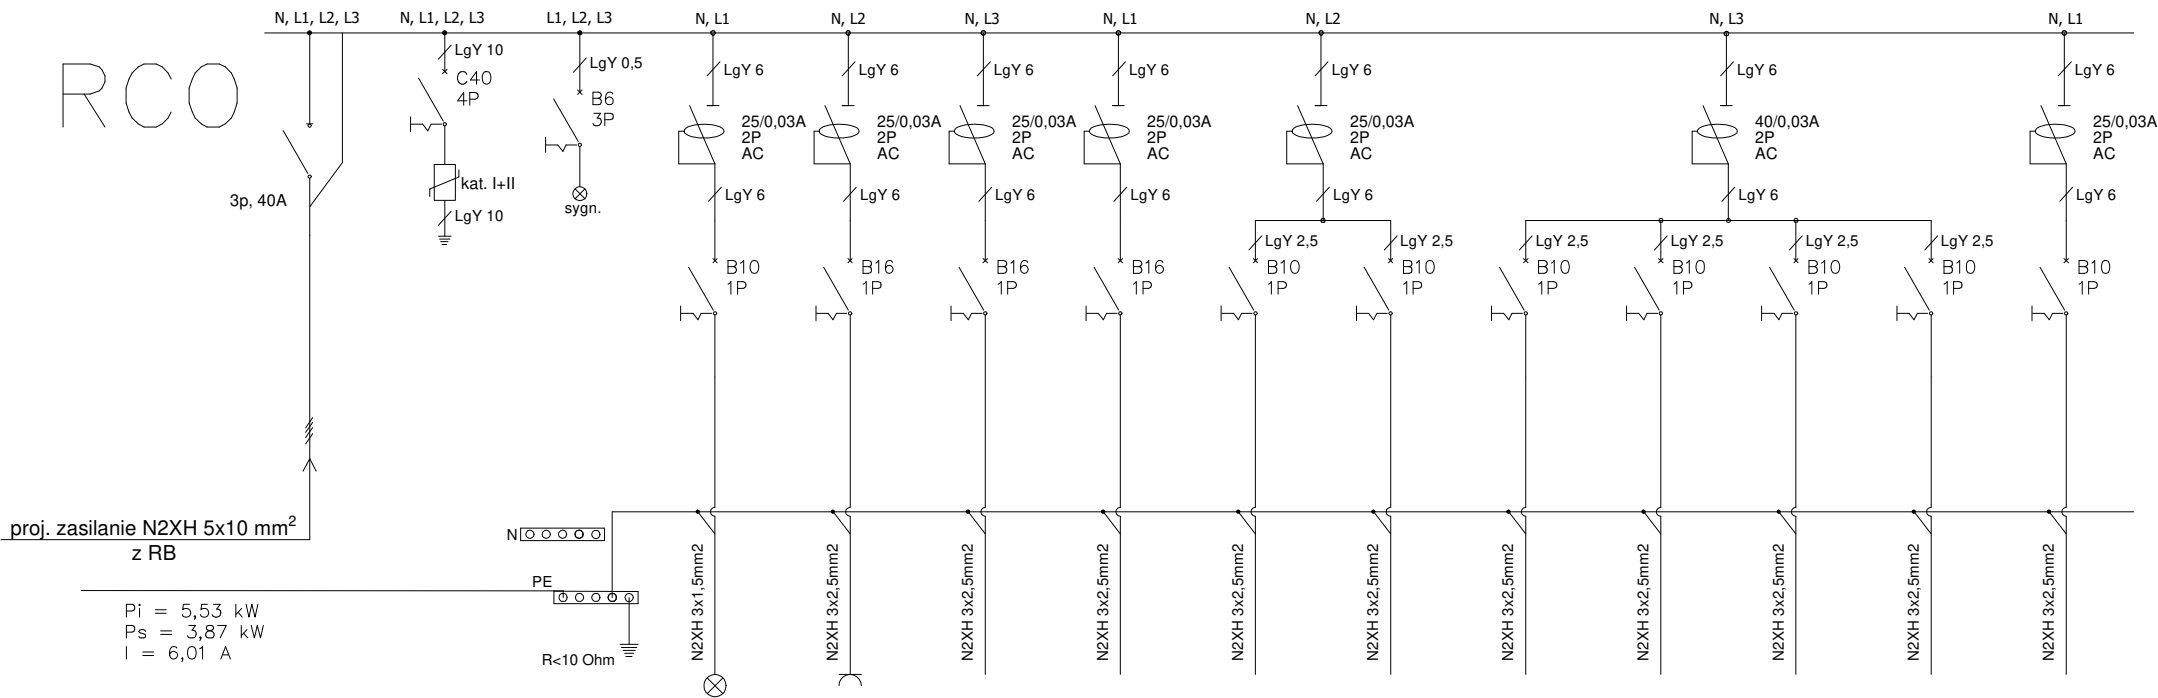 N, L1, L2, L3
N, L1, L2, L3
L1, L2, L3
N, L1
N, L2
N, L3
N, L1
N, L2
N, L3
N, L1
RCO
LgY 10
C40
4P
kat. I+II
LgY 10
LgY 0,5
B6
3P
sygn.
3p, 40A
LgY 6
LgY 6
LgY 6
LgY 6
LgY 6
LgY 6
LgY 6
25/0,03A
2P
AC
25/0,03A
2P
AC
25/0,03A
2P
AC
25/0,03A
2P
AC
25/0,03A
2P
AC
40/0,03A
2P
AC
25/0,03A
2P
AC
LgY 6
LgY 6
LgY 6
LgY 6
LgY 6
LgY 6
LgY 6
LgY 2,5
LgY 2,5
LgY 2,5
LgY 2,5
LgY 2,5
LgY 2,5
B10
1P
B16
1P
B16
1P
B16
1P
B10
1P
B10
1P
B10
1P
B10
1P
B10
1P
B10
1P
B10
1P
proj. zasilanie N2XH 5x10 mm²
z RB
N
PE
R<10 Ohm
Pi = 5,53 kW
Ps = 3,87 kW
I = 6,01 A
N2XH 3x1,5mm2
N2XH 3x2,5mm2
N2XH 3x2,5mm2
N2XH 3x2,5mm2
N2XH 3x2,5mm2
N2XH 3x2,5mm2
N2XH 3x2,5mm2
N2XH 3x2,5mm2
N2XH 3x2,5mm2
N2XH 3x2,5mm2
N2XH 3x2,5mm2